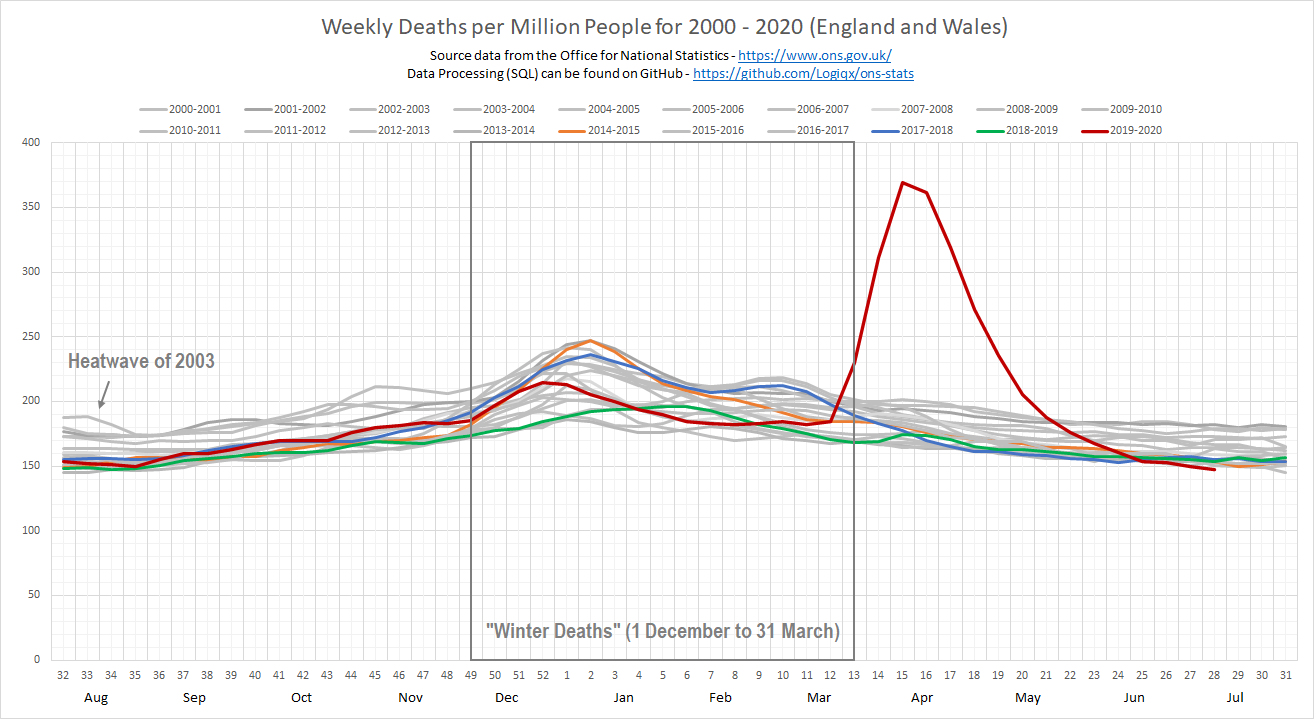 Weekly Deaths per Million People for 2000 - 2020 (England and Wales)
Source data from the Office for National Statistics - https://www.ons.gov.uk/
Data Processing (SQL) can be found on GitHub - https://github.com/Logiqx/ons-stats
2000-2001 2001-2002 2002-2003 2003-2004 2004-2005 2005-2006 2006-2007 2007-2008 2008-2009 2009-2010
2010-2011 2011-2012 2012-2013 2013-2014 2014-2015 2015-2016 2016-2017 2017-2018 2018-2019 2019-2020
400
350
300
250
Heatwave of 2003
200
150
100
50
"Winter Deaths" (1 December to 31 March)
0
32 33 34 35 36 37 38 39 40 41 42 43 44 45 46 47 48 49 50 51 52 1 2 3 4 5 6 7 8 9 10 11 12 13 14 15 16 17 18 19 20 21 22 23 24 25 26 27 28 29 30 31
Aug Sep Oct Nov Dec Jan Feb Mar Apr May Jun Jul